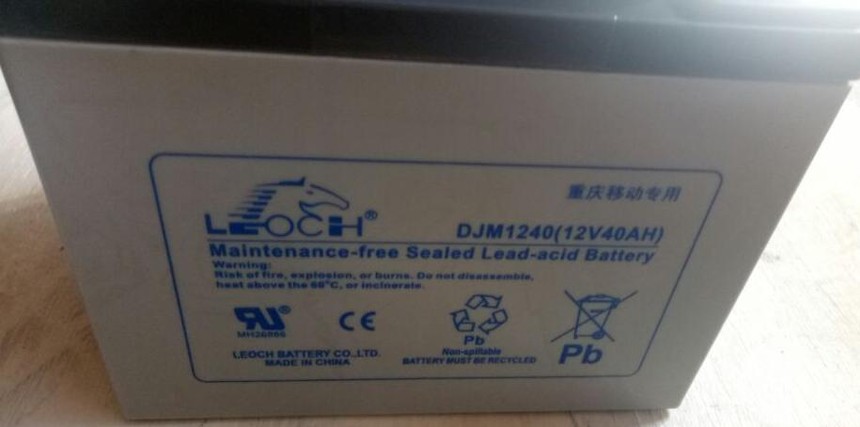 重庆移动专用
LEOCH®
DJM1240(12V40AH)
Maintenance-free Sealed Lead-acid Battery
Warning:
Risk of fire, explosion, or burns. Do not disassemble,
heat above the 60°C, or incinerate.
RU®
CE
Pb
LEOCH BATTERY CO.,LTD.
MADE IN CHINA
Non-spillable
BATTERY MUST BE RECYCLED
Pb